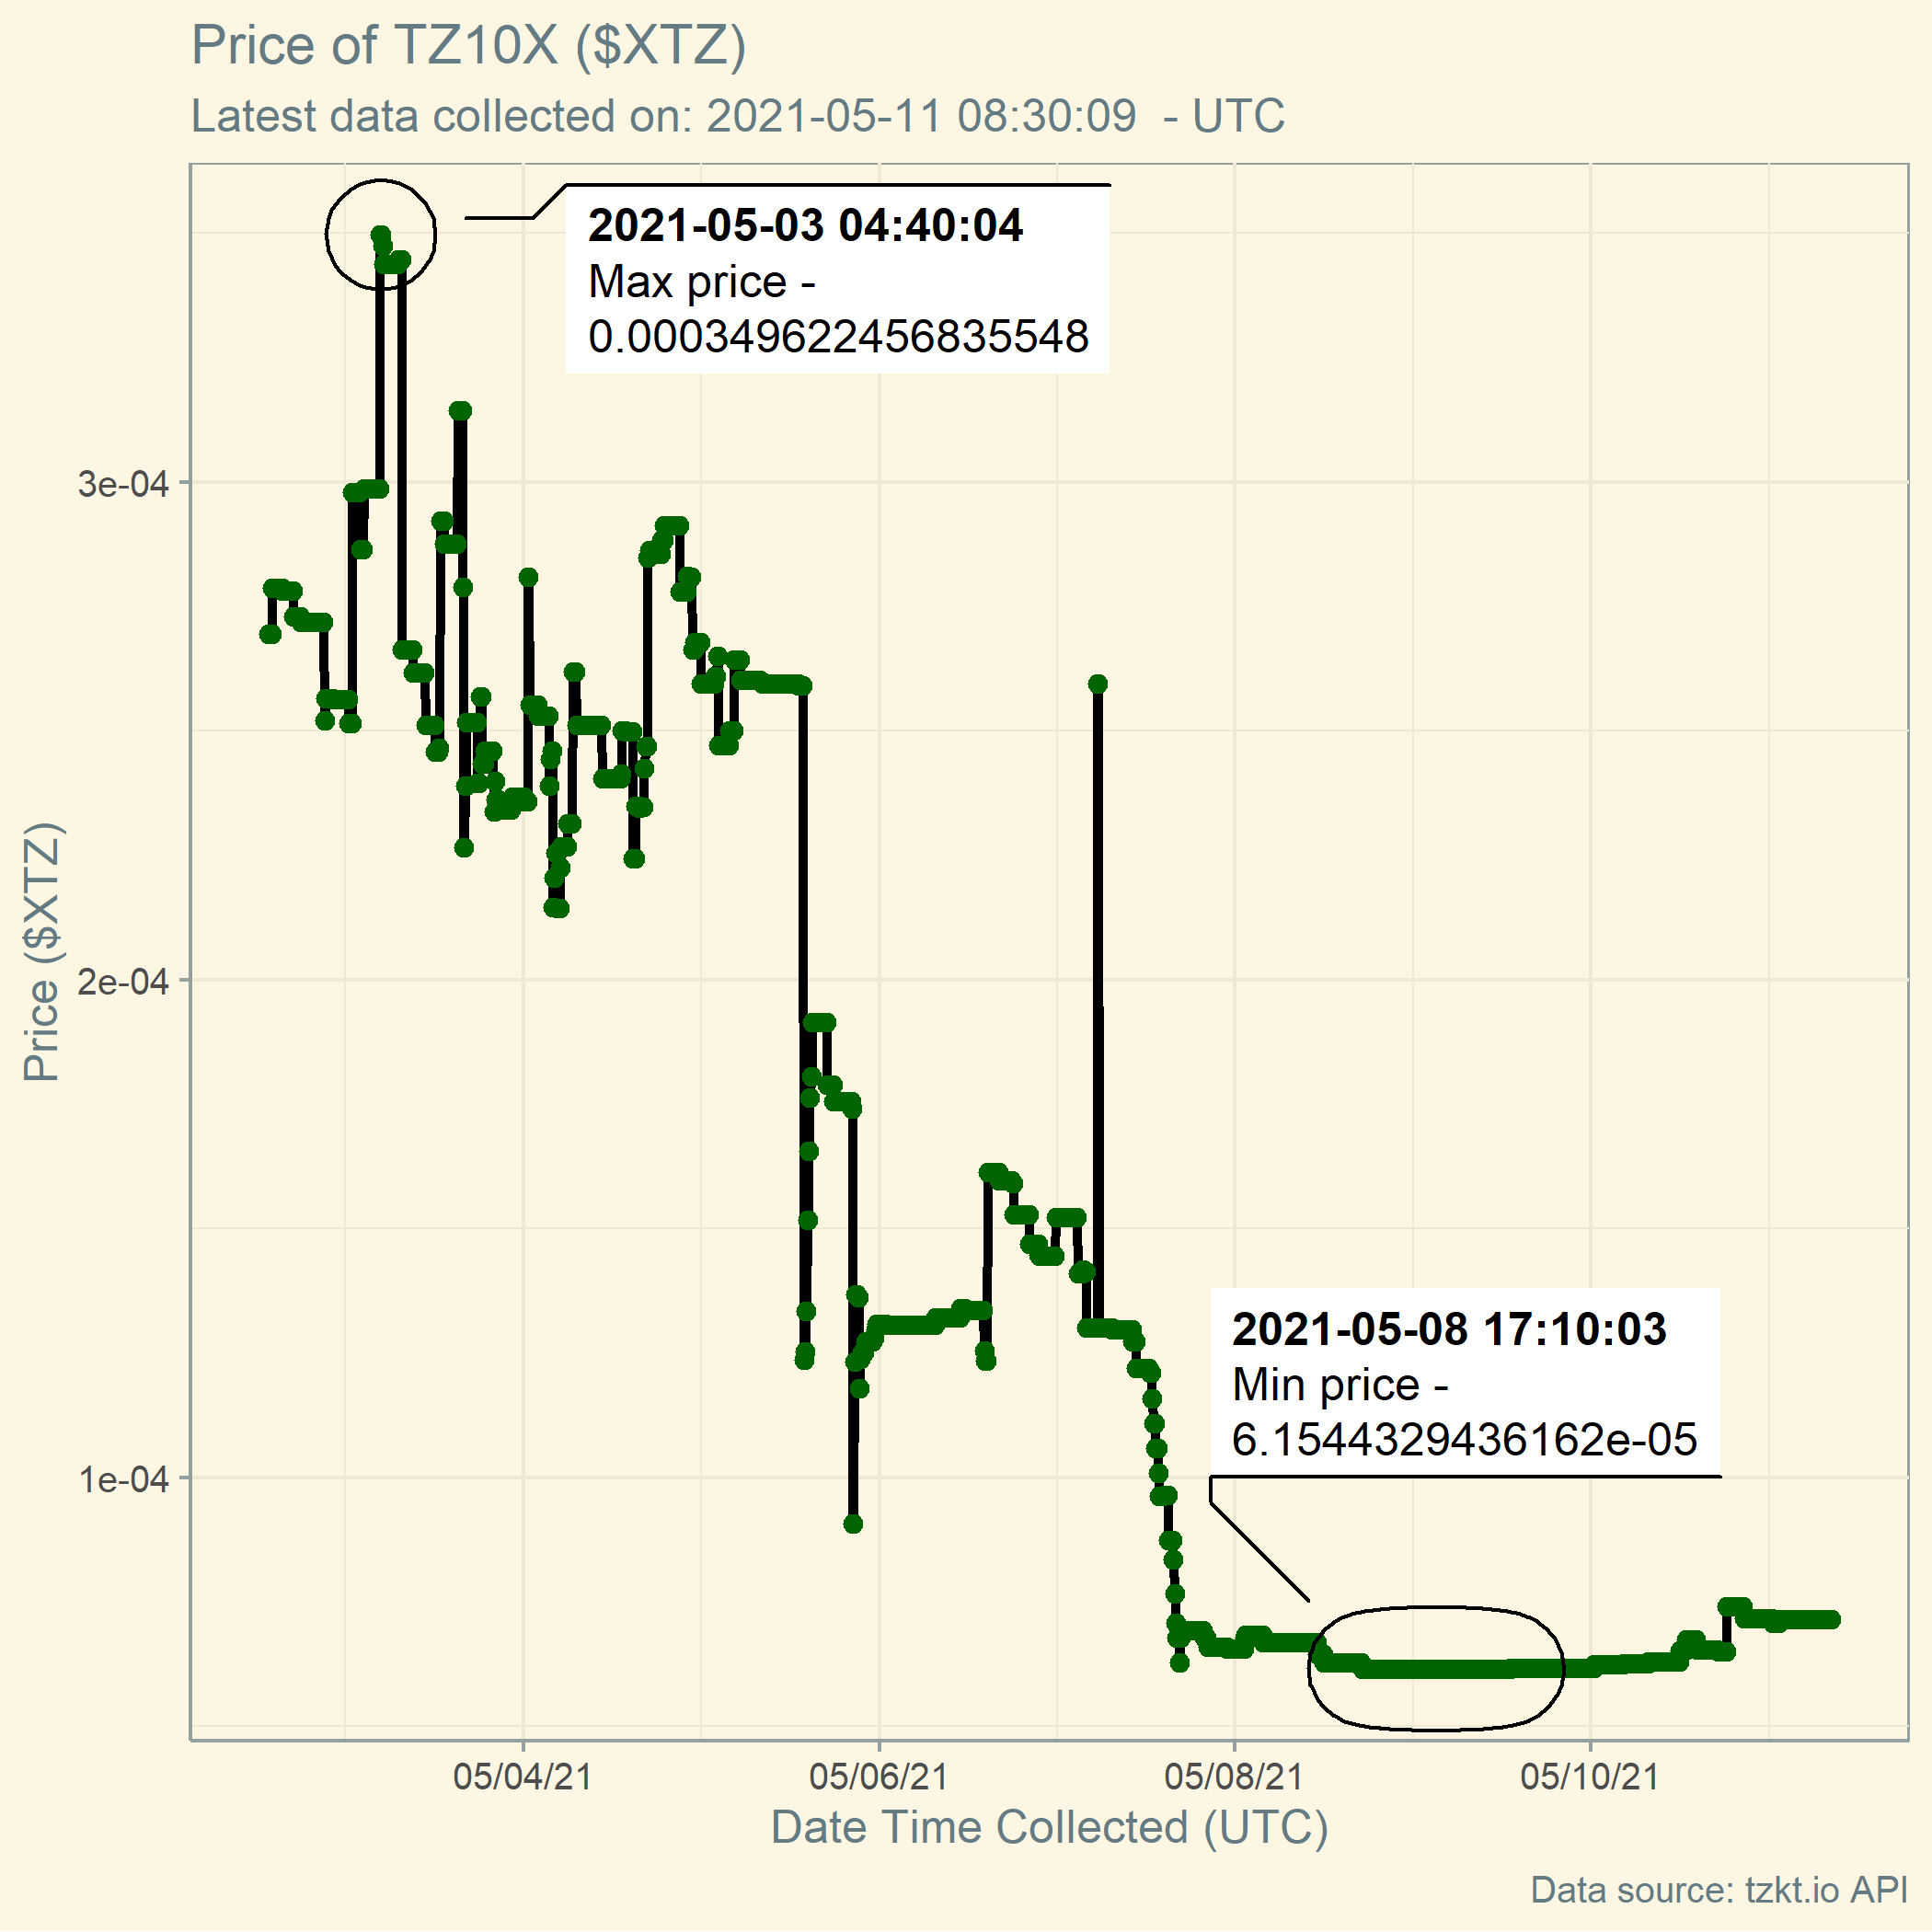 Price of TZ10X ($XTZ)
Latest data collected on: 2021-05-11 08:30:09  - UTC
2021-05-03 04:40:04
Max price -
0.000349622456835548
3e-04
2e-04
1e-04
Price ($XTZ)
2021-05-08 17:10:03
Min price -
6.1544329436162e-05
05/04/21
05/06/21
05/08/21
05/10/21
Date Time Collected (UTC)
Data source: tzkt.io API